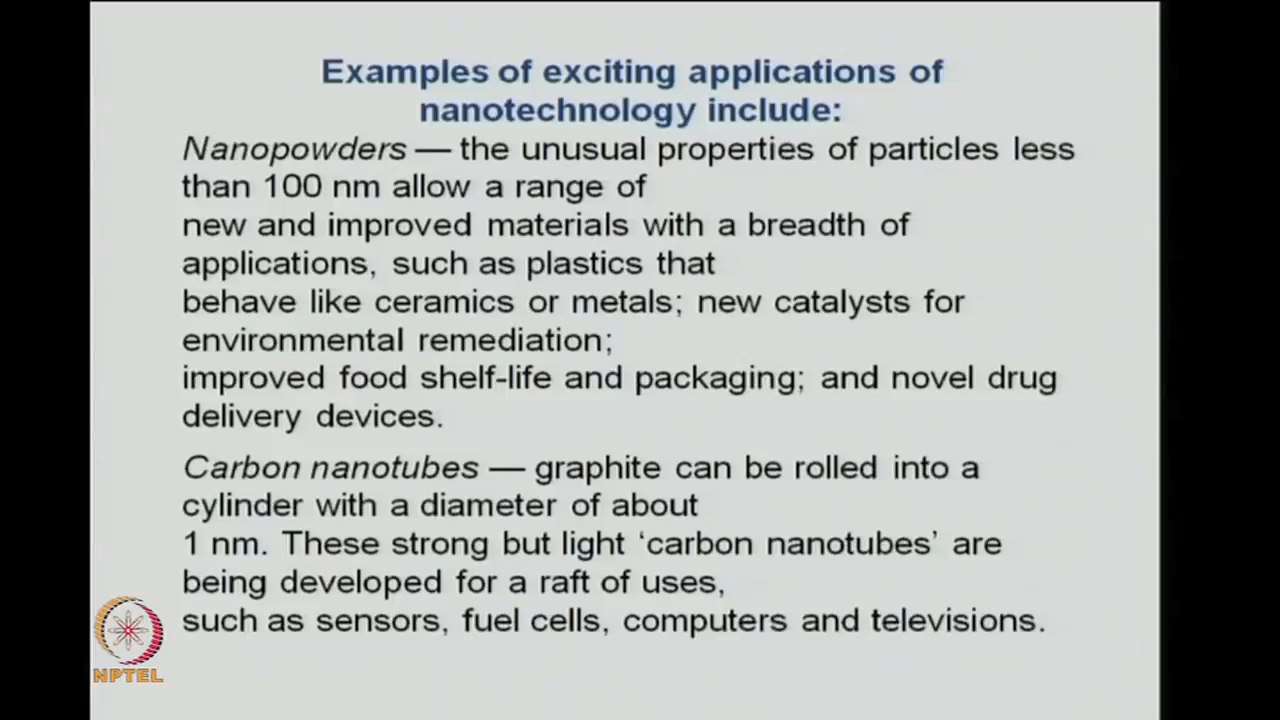 Examples of exciting applications of
nanotechnology include:
Nanopowders — the unusual properties of particles less
than 100 nm allow a range of
new and improved materials with a breadth of
applications, such as plastics that
behave like ceramics or metals; new catalysts for
environmental remediation;
improved food shelf-life and packaging; and novel drug
delivery devices.
Carbon nanotubes — graphite can be rolled into a
cylinder with a diameter of about
1 nm. These strong but light ‘carbon nanotubes’ are
being developed for a raft of uses,
such as sensors, fuel cells, computers and televisions.
NPTEL